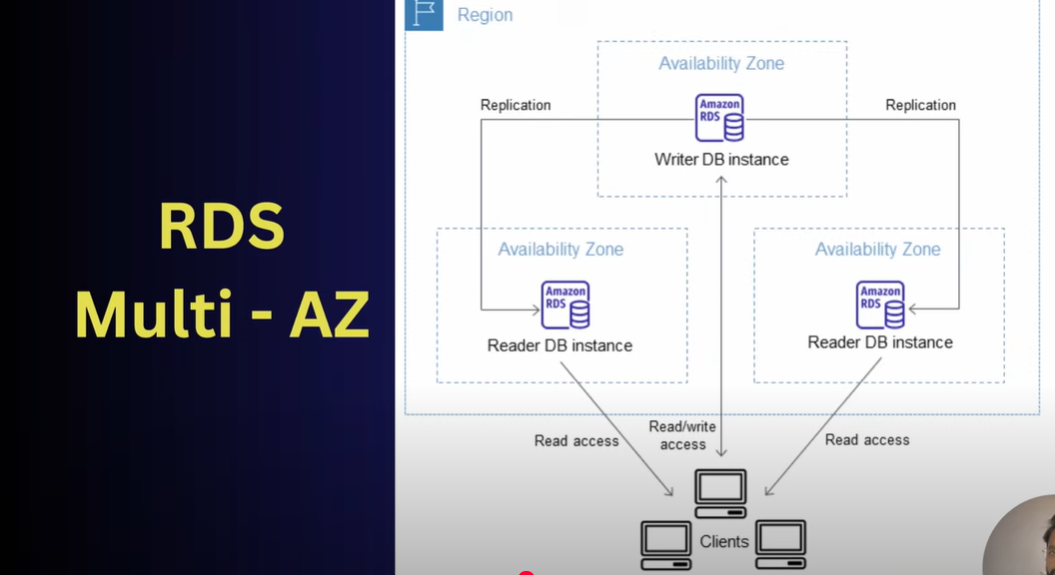 RDS
Multi - AZ
Region
Availability Zone
Replication
Replication
Amazon
RDS
Writer DB instance
Availability Zone
Availability Zone
Amazon
RDS
Amazon
RDS
Reader DB instance
Reader DB instance
Read access
Read/write
access
Read access
Clients